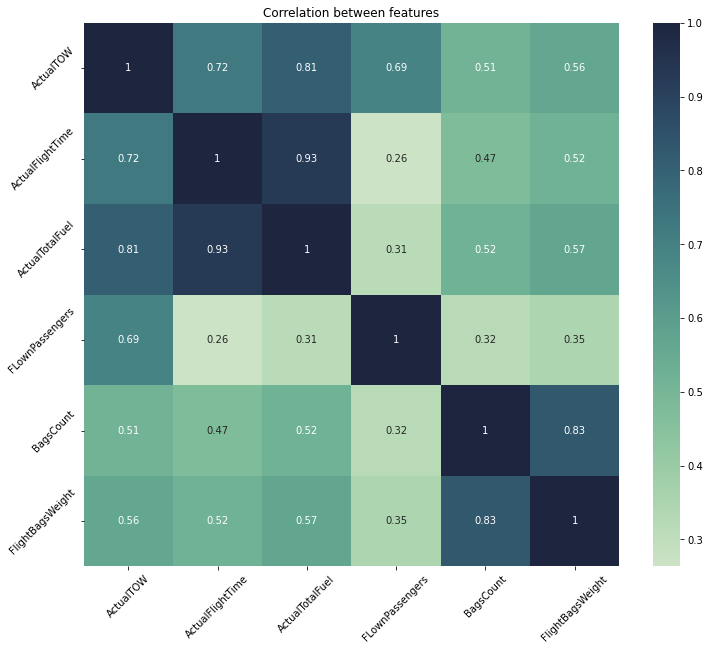 Correlation between features
ActualTOW 1 0.72 0.81 0.69 0.51 0.56
ActualFlightTime 0.72 1 0.93 0.26 0.47 0.52
ActualTotalFuel 0.81 0.93 1 0.31 0.52 0.57
FLownPassengers 0.69 0.26 0.31 1 0.32 0.35
BagsCount 0.51 0.47 0.52 0.32 1 0.83
FlightBagsWeight 0.56 0.52 0.57 0.35 0.83 1
ActualTOW ActualFlightTime ActualTotalFuel FLownPassengers BagsCount FlightBagsWeight
1.0
0.9
0.8
0.7
0.6
0.5
0.4
0.3